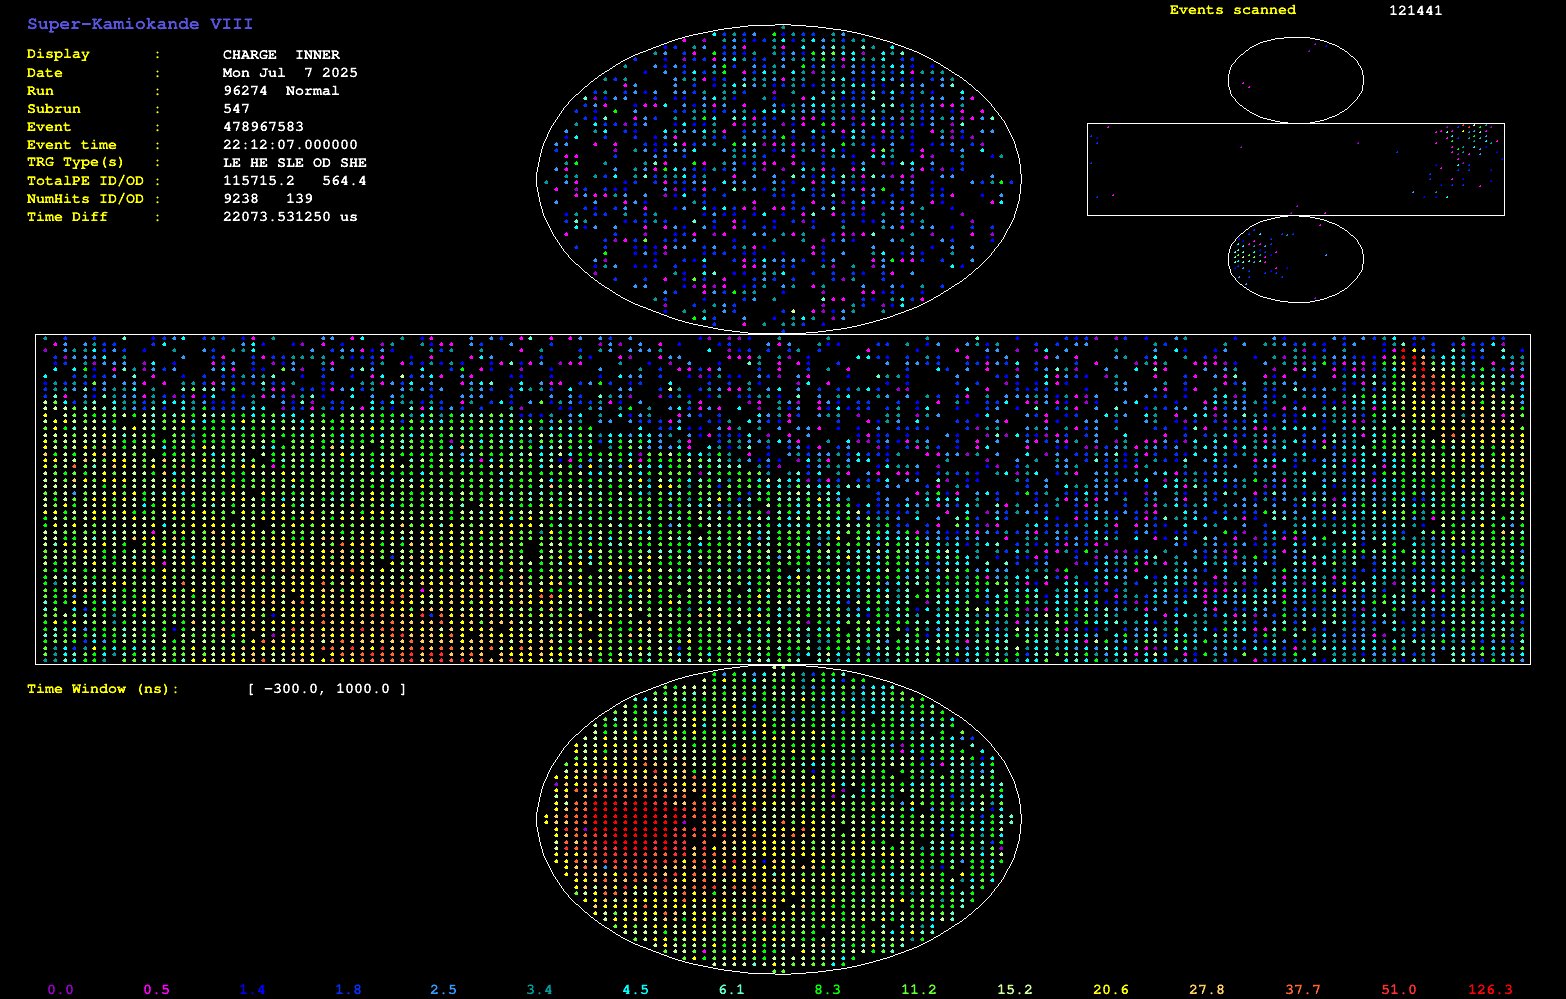 Super-Kamiokande VIII
Events scanned 121441
Display : CHARGE INNER
Date : Mon Jul 7 2025
Run : 96274 Normal
Subrun : 547
Event : 478967583
Event time : 22:12:07.000000
TRG Type(s) : LE HE SLE OD SHE
TotalPE ID/OD : 115715.2 564.4
NumHits ID/OD : 9238 139
Time Diff : 22073.531250 us
Time Window (ns): [ -300.0, 1000.0 ]
0.0 0.5 1.4 1.8 2.5 3.4 4.5 6.1 8.3 11.2 15.2 20.6 27.8 37.7 51.0 126.3